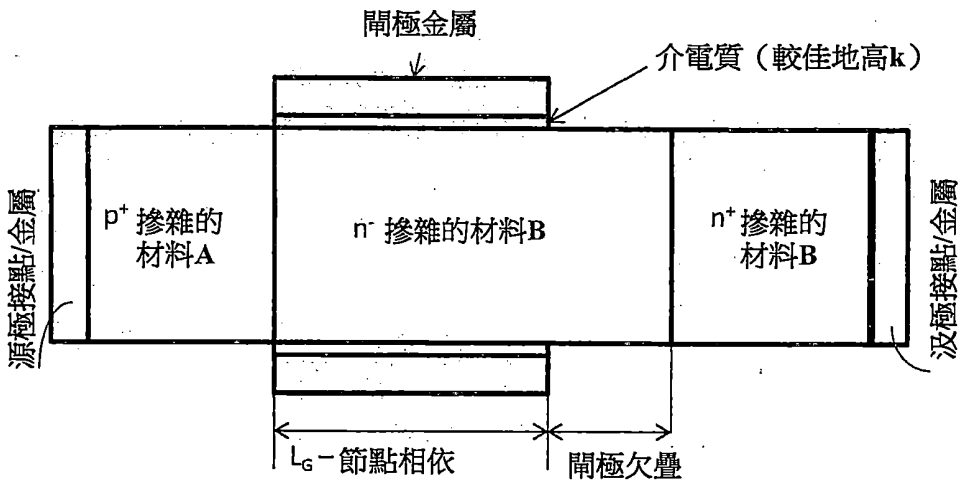 閘極金屬
介電質（較佳地高k）
源極接點/金屬
p⁺ 摻雜的
材料A
n⁻ 摻雜的材料B
n⁺ 摻雜的
材料B
汲極接點/金屬
L_G－節點相依
閘極欠疊